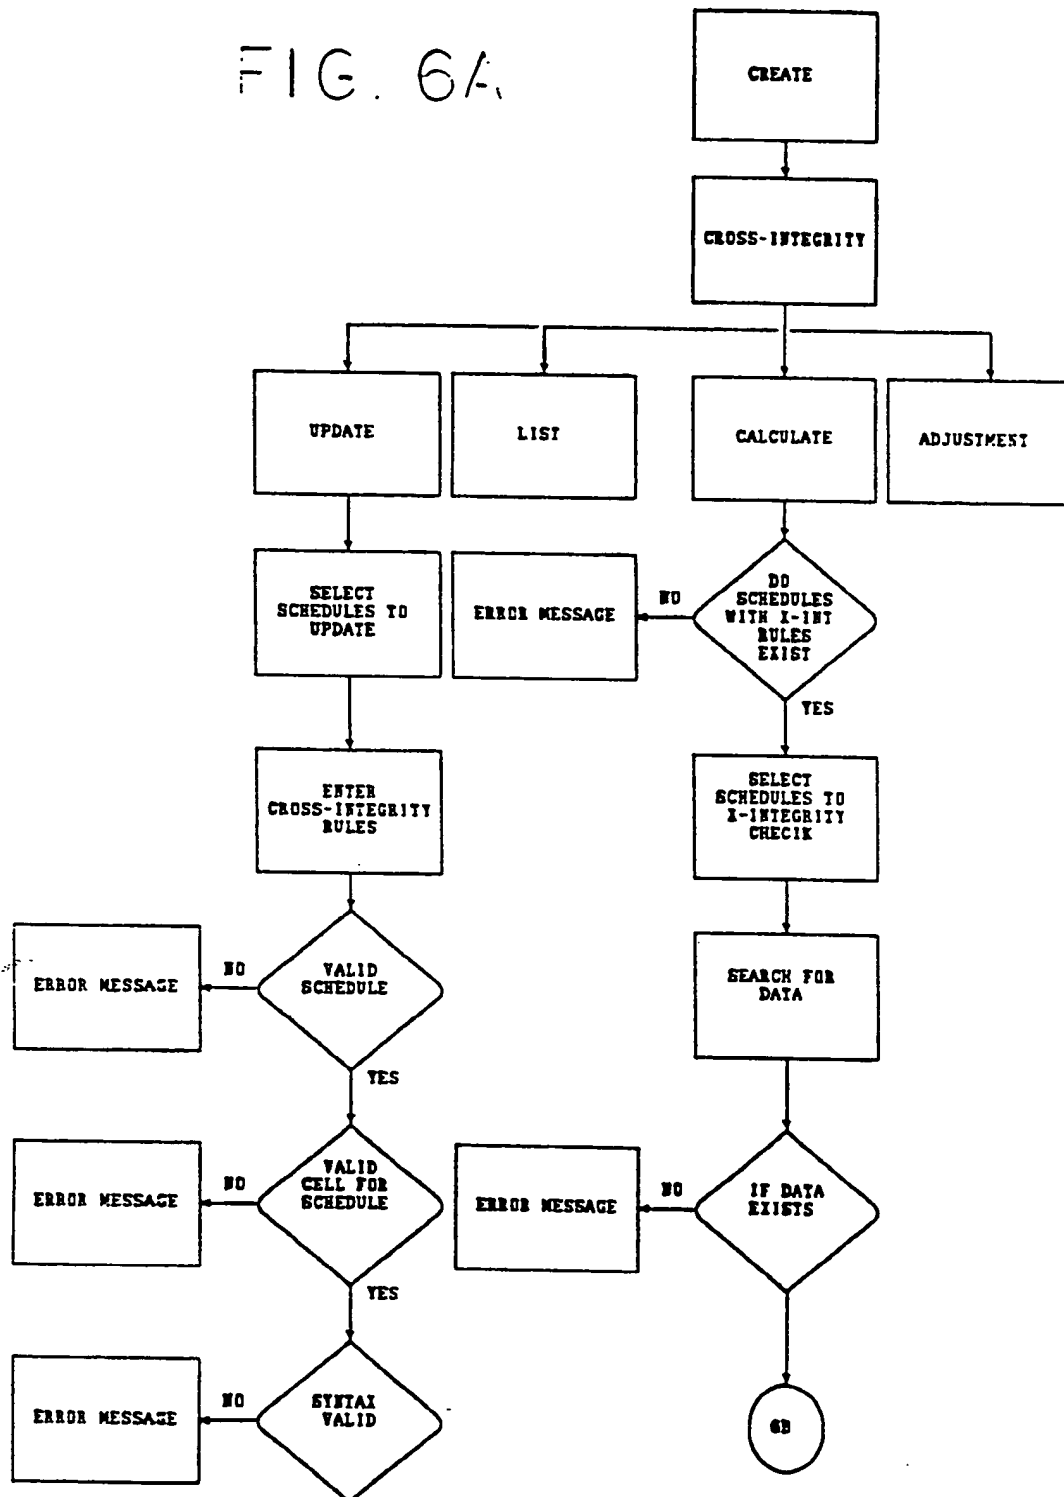 FIG. 6A
CREATE
CROSS-INTEGRITY
UPDATE
LIST
CALCULATE
ADJUSTMENT
SELECT
SCHEDULES TO
UPDATE
ERROR MESSAGE
NO
DO
SCHEDULES
WITH X-INT
RULES
EXIST
YES
ENTER
CROSS-INTEGRITY
RULES
SELECT
SCHEDULES TO
X-INTEGRITY
CHECIK
ERROR MESSAGE
NO
VALID
SCHEDULE
YES
SEARCH FOR
DATA
ERROR MESSAGE
NO
VALID
CELL FOR
SCHEDULE
YES
ERROR MESSAGE
NO
IF DATA
EXISTS
ERROR MESSAGE
NO
SYNTAX
VALID
6B